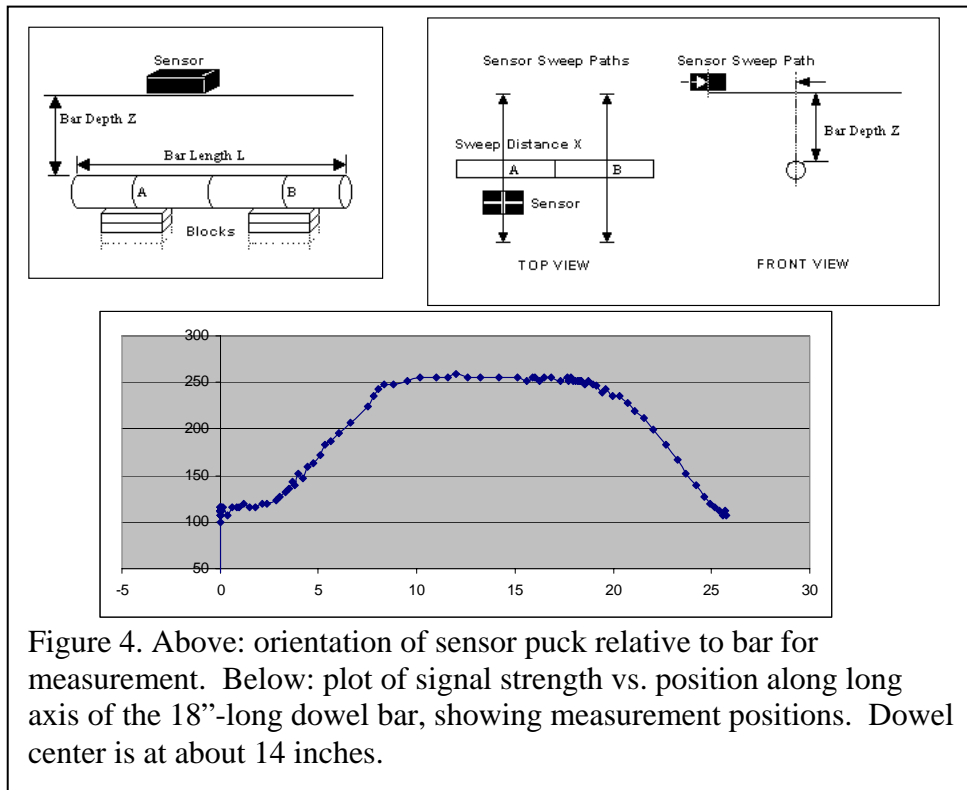 Sensor
Bar Depth Z
Bar Length L
A
B
Blocks
Sensor Sweep Paths
Sweep Distance X
A
B
Sensor
TOP VIEW
Sensor Sweep Path
Bar Depth Z
FRONT VIEW
300
250
200
150
100
50
-5
0
5
10
15
20
25
30
Figure 4. Above: orientation of sensor puck relative to bar for
measurement. Below: plot of signal strength vs. position along long
axis of the 18”-long dowel bar, showing measurement positions. Dowel
center is at about 14 inches.